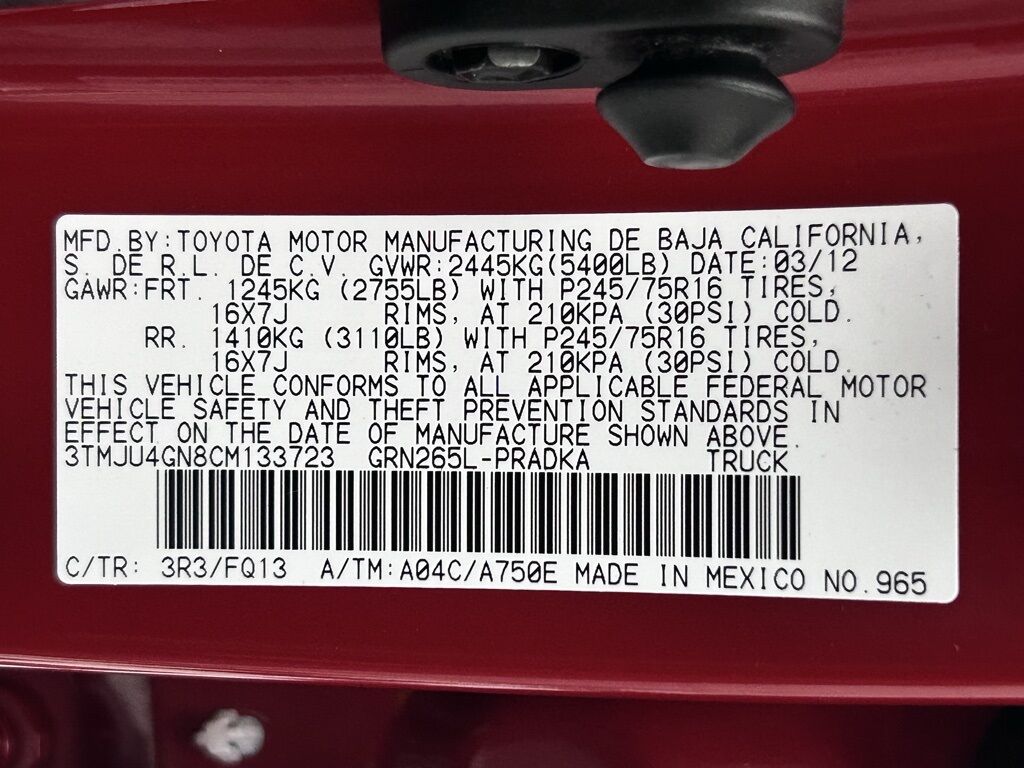 MFD.BY:TOYOTA MOTOR MANUFACTURING DE BAJA CALIFORNIA,
S. DE R.L. DE C.V. GVWR:2445KG(5400LB) DATE:03/12
GAWR:FRT. 1245KG (2755LB) WITH P245/75R16 TIRES,
16X7J RIMS, AT 210KPA (30PSI) COLD.
RR. 1410KG (3110LB) WITH P245/75R16 TIRES,
16X7J RIMS, AT 210KPA (30PSI) COLD.
THIS VEHICLE CONFORMS TO ALL APPLICABLE FEDERAL MOTOR
VEHICLE SAFETY AND THEFT PREVENTION STANDARDS IN
EFFECT ON THE DATE OF MANUFACTURE SHOWN ABOVE.
3TMJU4GN8CM133723 GRN265L-PRADKA TRUCK
C/TR: 3R3/FQ13 A/TM:A04C/A750E MADE IN MEXICO NO.965